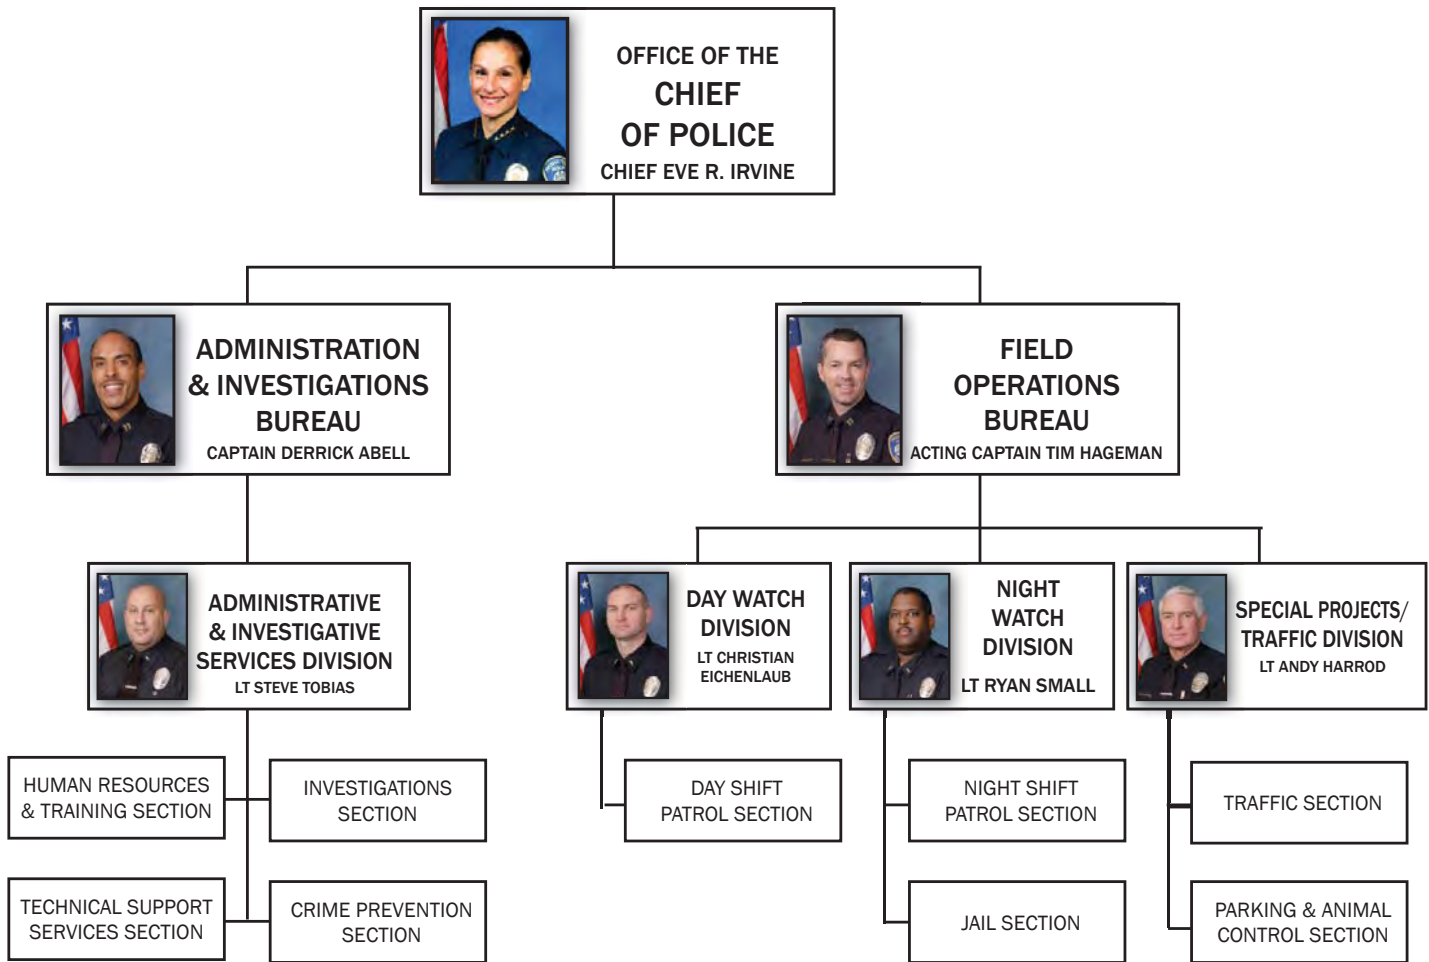 OFFICE OF THE
CHIEF
OF POLICE
CHIEF EVE R. IRVINE
ADMINISTRATION
& INVESTIGATIONS
BUREAU
CAPTAIN DERRICK ABELL
FIELD
OPERATIONS
BUREAU
ACTING CAPTAIN TIM HAGEMAN
ADMINISTRATIVE
& INVESTIGATIVE
SERVICES DIVISION
LT STEVE TOBIAS
DAY WATCH
DIVISION
LT CHRISTIAN
EICHENLAUB
NIGHT
WATCH
DIVISION
LT RYAN SMALL
SPECIAL PROJECTS/
TRAFFIC DIVISION
LT ANDY HARROD
HUMAN RESOURCES
& TRAINING SECTION
INVESTIGATIONS
SECTION
DAY SHIFT
PATROL SECTION
NIGHT SHIFT
PATROL SECTION
TRAFFIC SECTION
TECHNICAL SUPPORT
SERVICES SECTION
CRIME PREVENTION
SECTION
JAIL SECTION
PARKING & ANIMAL
CONTROL SECTION